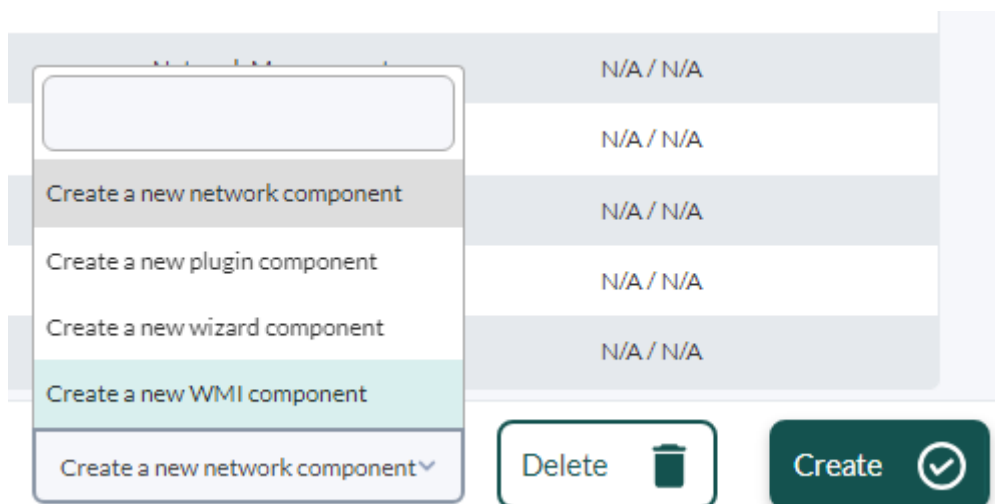 N/A / N/A
N/A / N/A
Create a new network component
N/A / N/A
Create a new plugin component
N/A / N/A
Create a new wizard component
N/A / N/A
Create a new WMI component
Create a new network component
Delete
Create